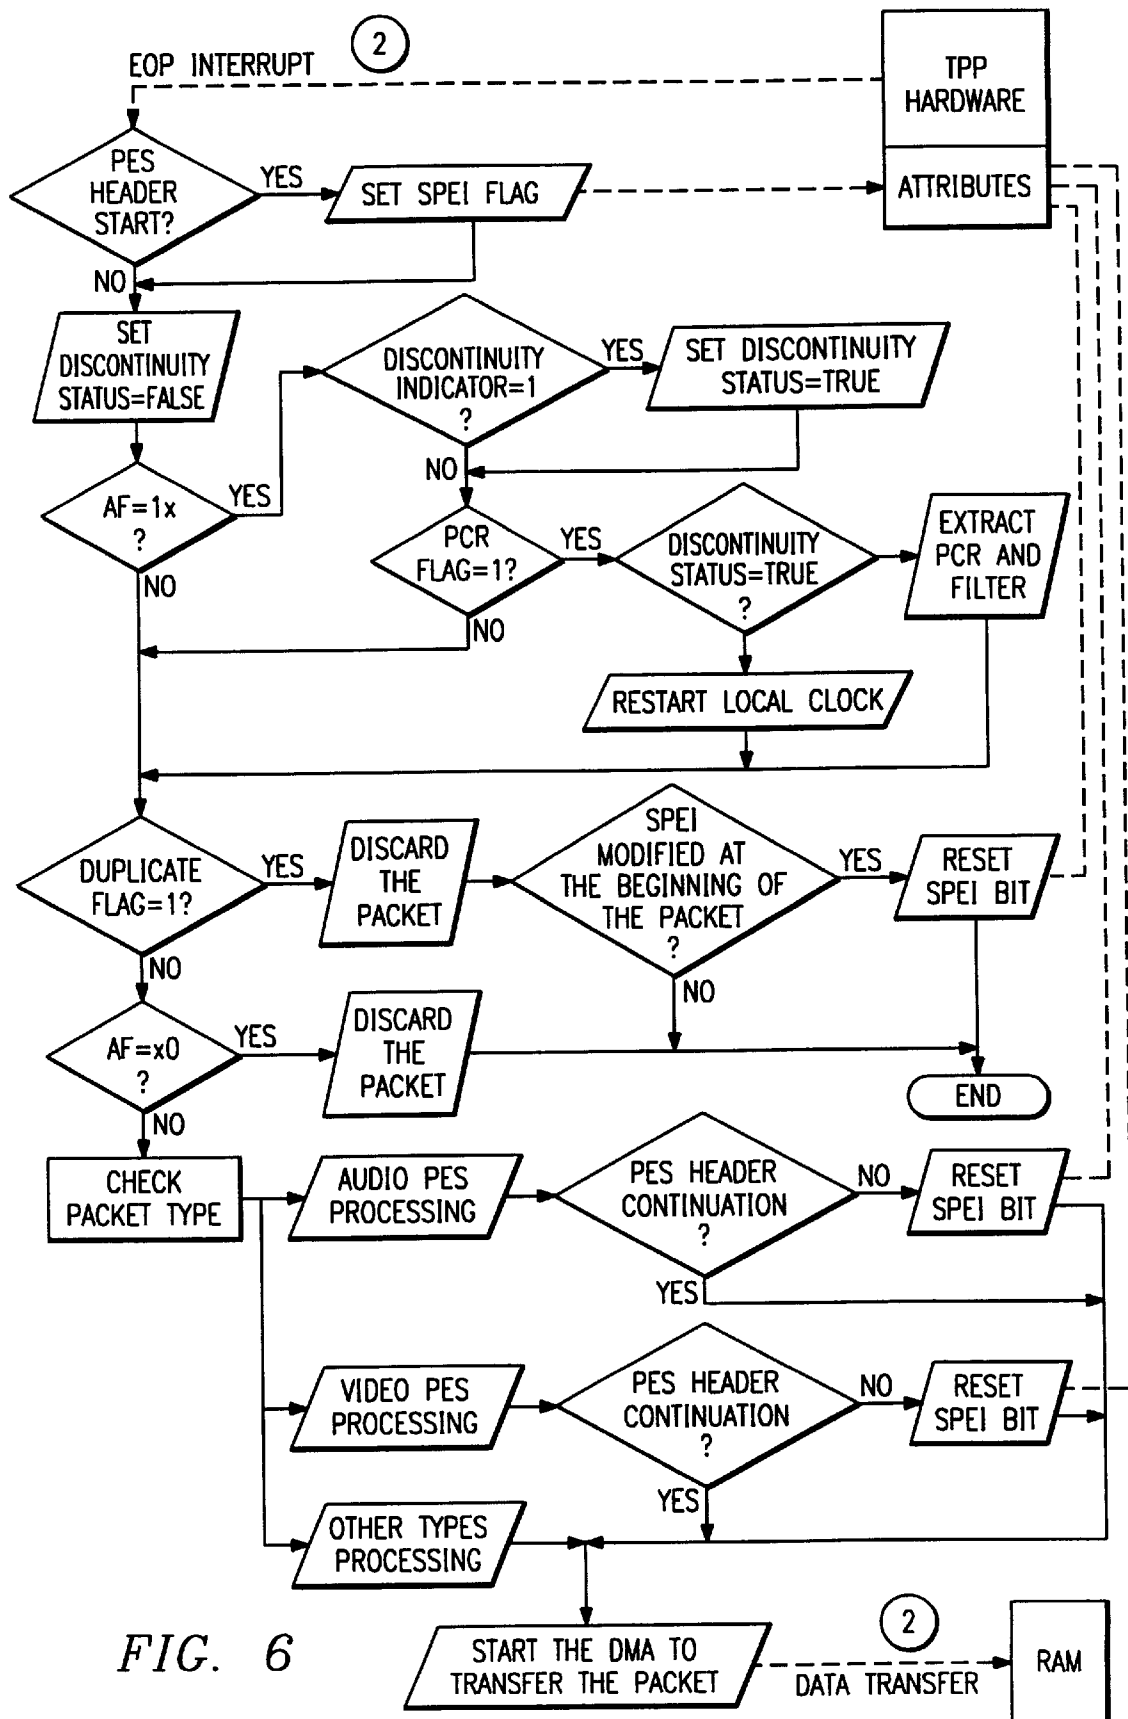 2
EOP INTERRUPT
TPP
HARDWARE
ATTRIBUTES
PES
HEADER
START?
YES
SET SPEI FLAG
NO
SET
DISCONTINUITY
STATUS=FALSE
DISCONTINUITY
INDICATOR=1
?
YES
SET DISCONTINUITY
STATUS=TRUE
NO
AF=1x
?
YES
NO
PCR
FLAG=1?
YES
NO
DISCONTINUITY
STATUS=TRUE
?
EXTRACT
PCR AND
FILTER
RESTART LOCAL CLOCK
DUPLICATE
FLAG=1?
YES
NO
DISCARD
THE
PACKET
SPEI
MODIFIED AT
THE BEGINNING OF
THE PACKET
?
YES
NO
RESET
SPEI BIT
AF=x0
?
YES
NO
DISCARD
THE
PACKET
END
CHECK
PACKET TYPE
AUDIO PES
PROCESSING
PES HEADER
CONTINUATION
?
NO
YES
RESET
SPEI BIT
VIDEO PES
PROCESSING
PES HEADER
CONTINUATION
?
NO
YES
RESET
SPEI BIT
OTHER TYPES
PROCESSING
START THE DMA TO
TRANSFER THE PACKET
2
DATA TRANSFER
RAM
FIG. 6